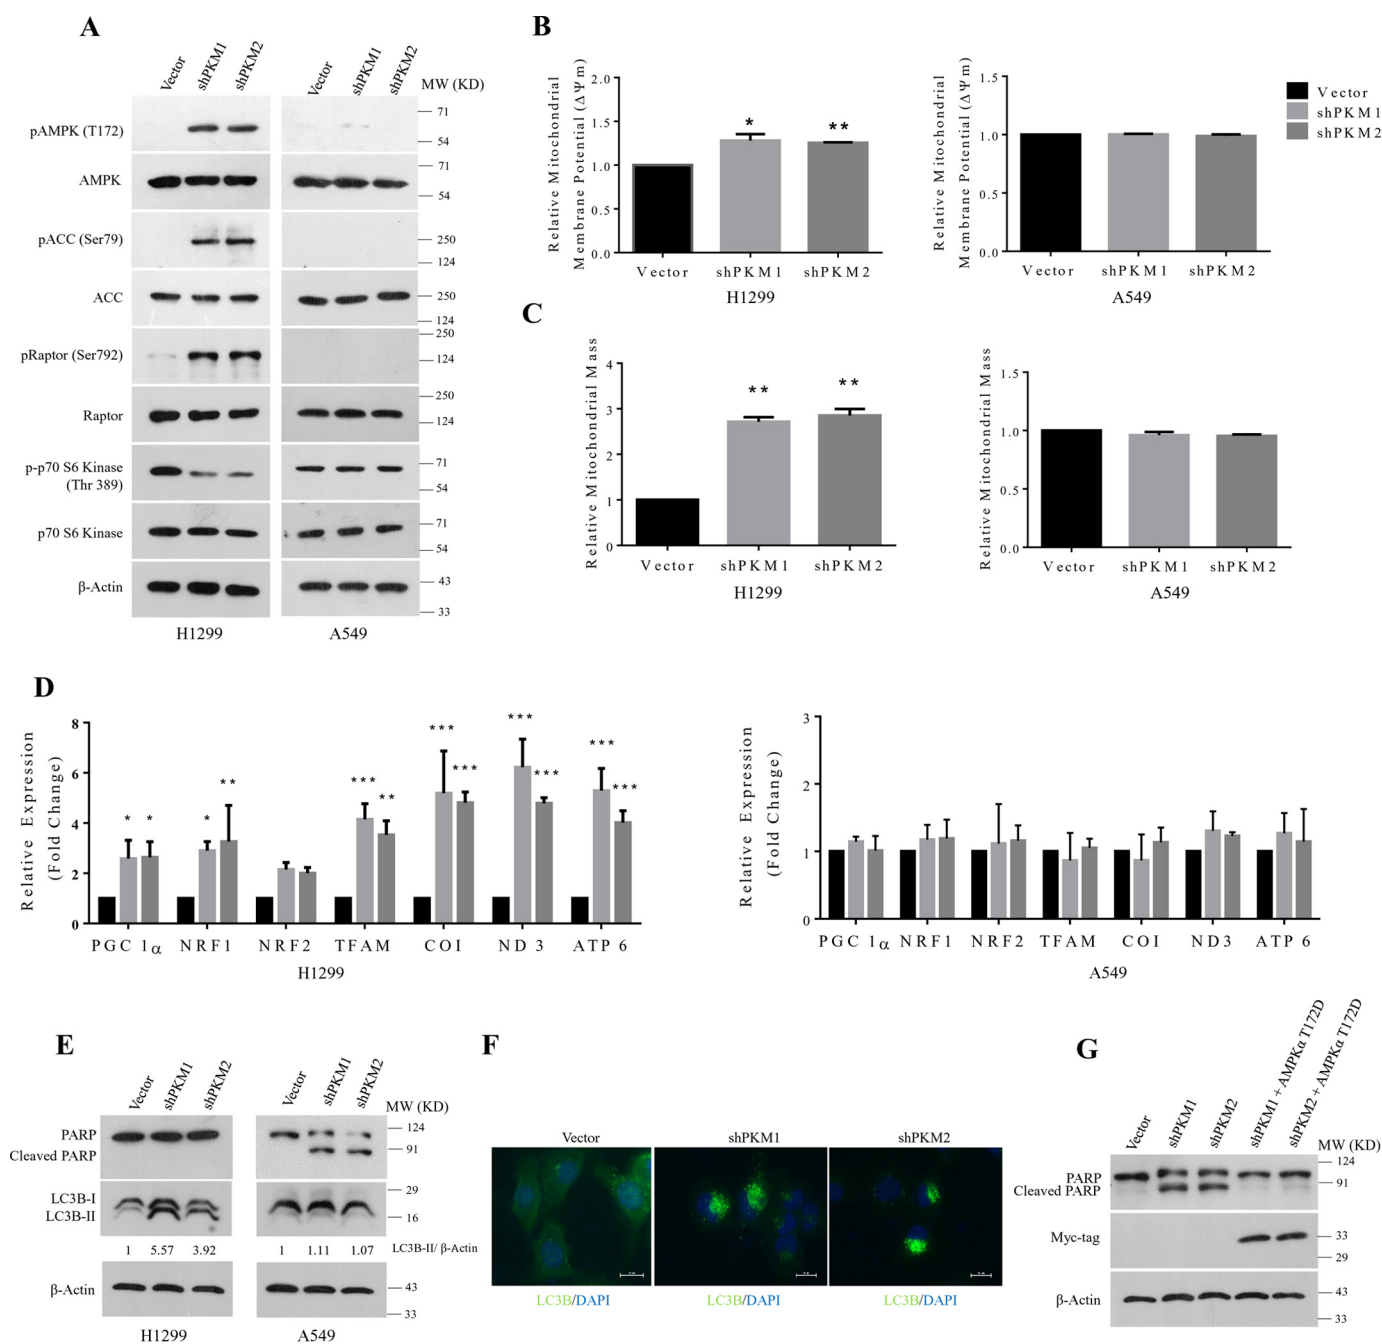 A
Vector
shPKM1
shPKM2
Vector
shPKM1
shPKM2
MW (KD)
pAMPK (T172)
71
54
AMPK
71
54
pACC (Ser79)
250
124
ACC
250
124
pRaptor (Ser792)
250
124
Raptor
250
124
p-p70 S6 Kinase
(Thr 389)
71
54
p70 S6 Kinase
71
54
β-Actin
43
33
H1299
A549
B
Relative Mitochondrial
Membrane Potential (ΔΨm)
2.0
1.5
1.0
0.5
0.0
*
**
Vector
shPKM1
shPKM2
H1299
Relative Mitochondrial
Membrane Potential (ΔΨm)
1.5
1.0
0.5
0.0
Vector
shPKM1
shPKM2
A549
Vector
shPKM1
shPKM2
C
Relative Mitochondrial Mass
4
3
2
1
0
**
**
Vector
shPKM1
shPKM2
H1299
Relative Mitochondrial Mass
1.5
1.0
0.5
0.0
Vector
shPKM1
shPKM2
A549
D
Relative Expression
(Fold Change)
8
6
4
2
0
*
*
*
**
***
**
***
***
***
***
***
***
PGC 1α
NRF1
NRF2
TFAM
COI
ND 3
ATP 6
H1299
Relative Expression
(Fold Change)
3
2
1
0
PGC 1α
NRF1
NRF2
TFAM
COI
ND3
ATP 6
A549
E
Vector
shPKM1
shPKM2
Vector
shPKM1
shPKM2
MW (KD)
PARP
Cleaved PARP
124
91
LC3B-I
LC3B-II
29
16
1 5.57 3.92 1 1.11 1.07 LC3B-II/ β-Actin
β-Actin
43
33
H1299
A549
F
Vector
shPKM1
shPKM2
LC3B/DAPI
LC3B/DAPI
LC3B/DAPI
G
Vector
shPKM1
shPKM2
shPKM1 + AMPKα T172D
shPKM2 + AMPKα T172D
MW (KD)
PARP
Cleaved PARP
124
91
Myc-tag
33
29
β-Actin
43
33